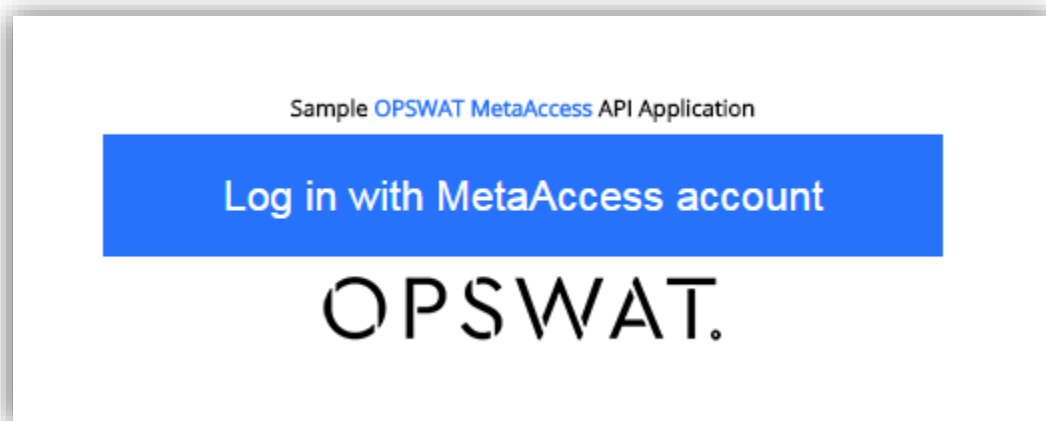 Sample OPSWAT MetaAccess API Application
Log in with MetaAccess account
OPSWAT.